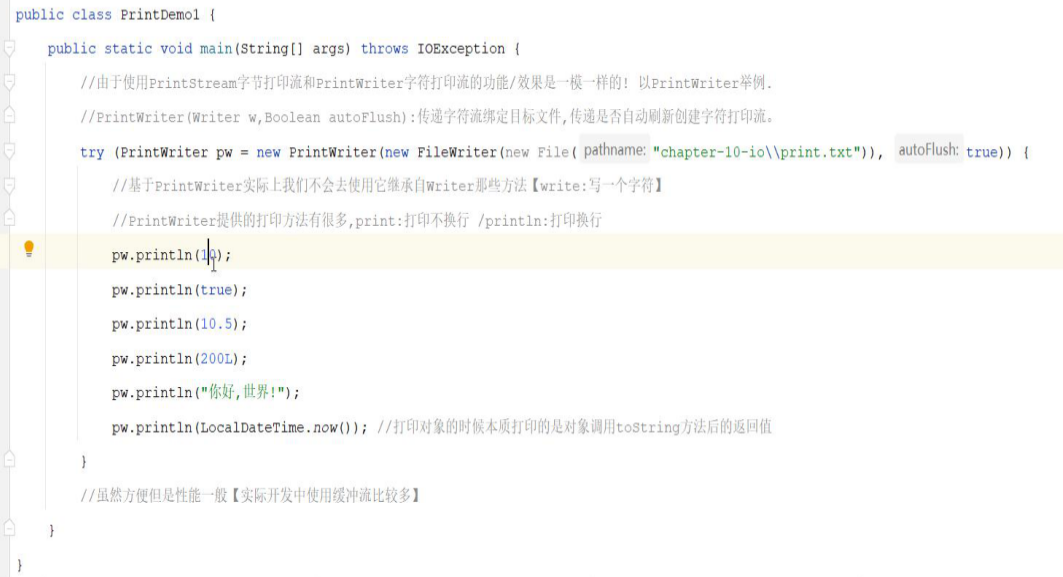 public class PrintDemo1 {
public static void main(String[] args) throws IOException {
//由于使用PrintStream字节打印流和PrintWriter字符打印流的功能/效果是一模一样的! 以PrintWriter举例.
//PrintWriter(Writer w,Boolean autoFlush):传递字符流绑定目标文件,传递是否自动刷新创建字符打印流。
try (PrintWriter pw = new PrintWriter(new FileWriter(new File( pathname: "chapter-10-io\\print.txt")), autoFlush: true)) {
//基于PrintWriter实际上我们不会去使用它继承自Writer那些方法【write:写一个字符】
//PrintWriter提供的打印方法有很多,print:打印不换行 /println:打印换行
pw.println(10);
pw.println(true);
pw.println(10.5);
pw.println(200L);
pw.println("你好,世界!");
pw.println(LocalDateTime.now()); //打印对象的时候本质打印的是对象调用toString方法后的返回值
}
//虽然方便但是性能一般【实际开发中使用缓冲流比较多】
}
}